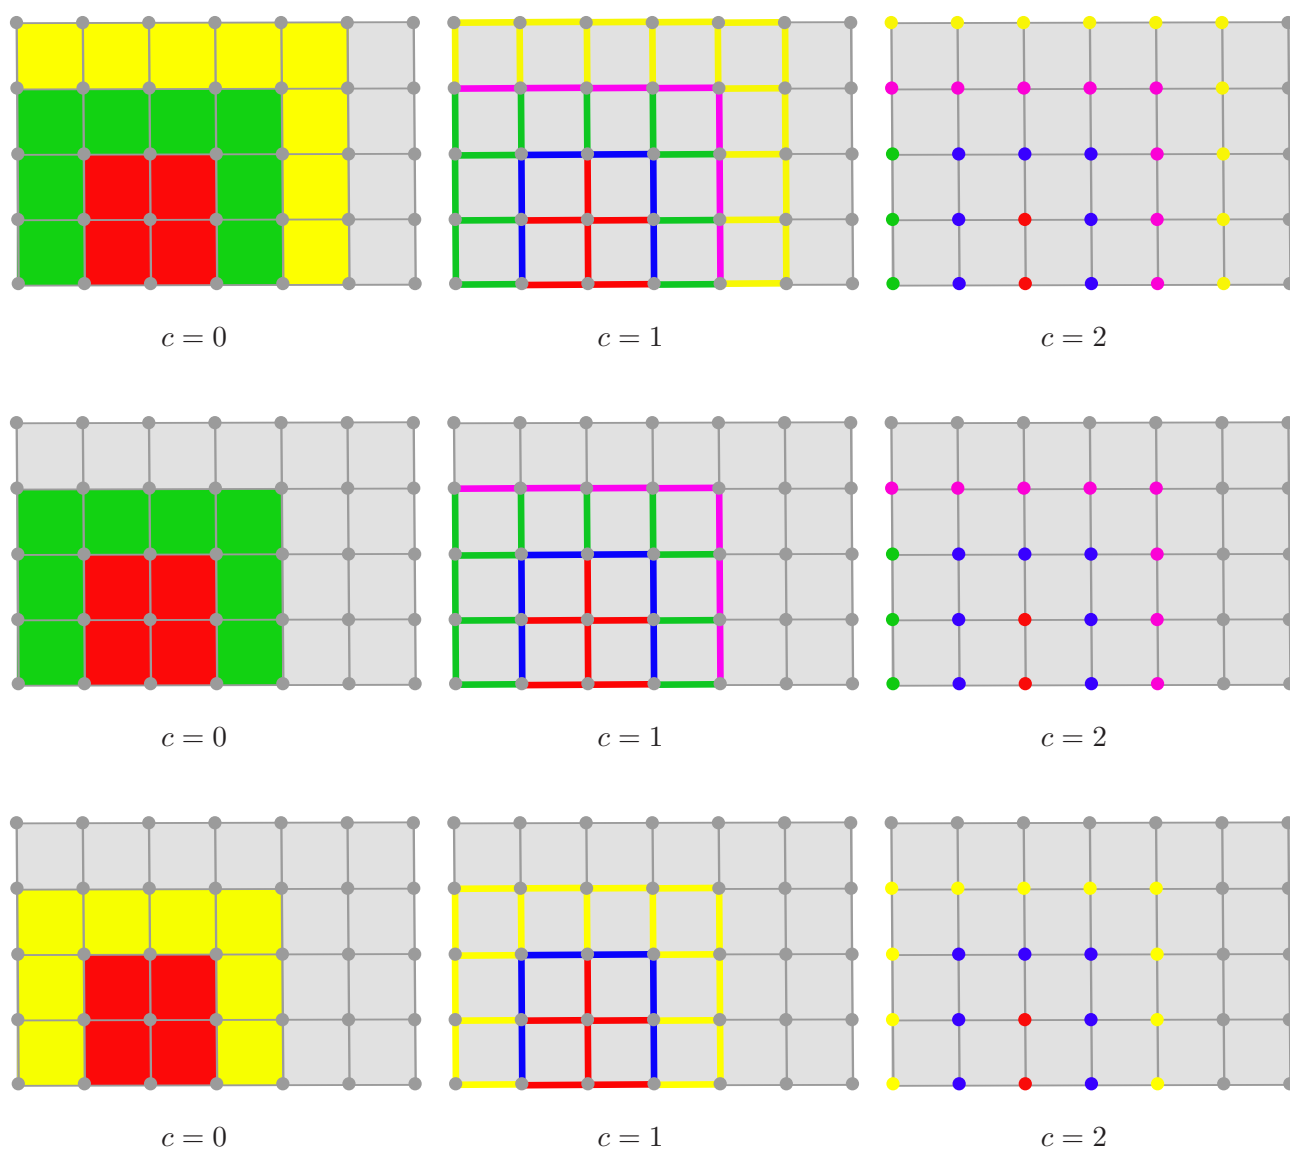 c = 0 c = 1 c = 2
c = 0 c = 1 c = 2
c = 0 c = 1 c = 2